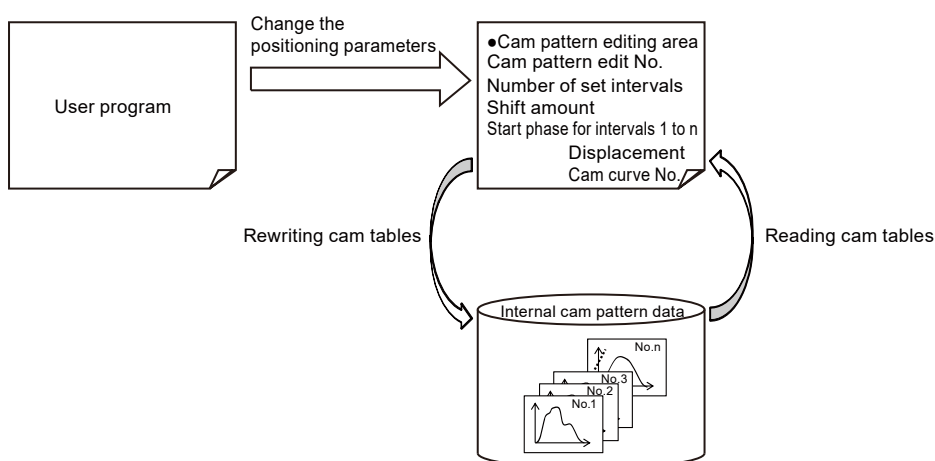 Change the
positioning parameters
User program
●Cam pattern editing area
Cam pattern edit No.
Number of set intervals
Shift amount
Start phase for intervals 1 to n
Displacement
Cam curve No.
Rewriting cam tables
Reading cam tables
Internal cam pattern data
No.n
No.3
No.2
No.1